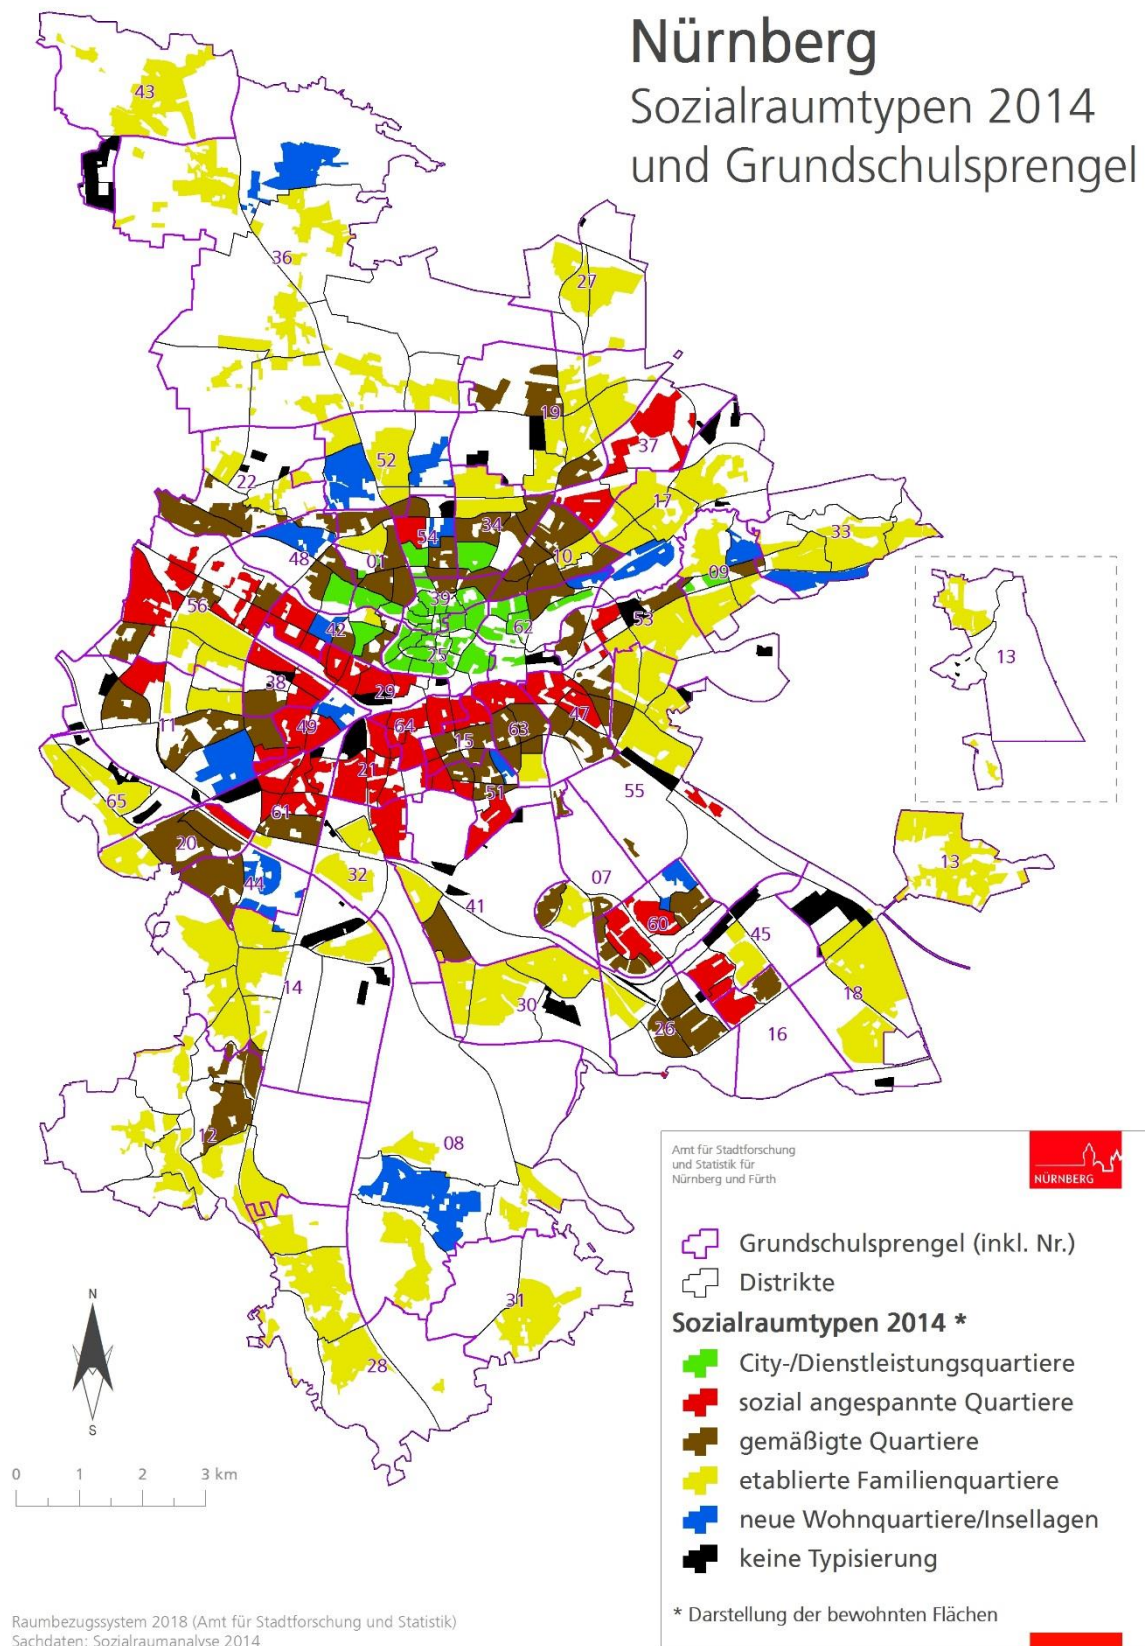 Nürnberg
Sozialraumtypen 2014
und Grundschulsprengel
43
36
27
19
37
52
22
17
34
54
33
10
48
01
09
39
56
53
42
5
62
25
38
29
13
11
49
64
47
63
15
21
51
55
65
61
20
32
07
13
44
41
60
45
14
30
18
26
16
12
08
31
28
N
S
0 1 2 3 km
Amt für Stadtforschung
und Statistik für
Nürnberg und Fürth
NÜRNBERG
Grundschulsprengel (inkl. Nr.)
Distrikte
Sozialraumtypen 2014 *
City-/Dienstleistungsquartiere
sozial angespannte Quartiere
gemäßigte Quartiere
etablierte Familienquartiere
neue Wohnquartiere/Insellagen
keine Typisierung
* Darstellung der bewohnten Flächen
Raumbezugssystem 2018 (Amt für Stadtforschung und Statistik)
Sachdaten: Sozialraumanalyse 2014